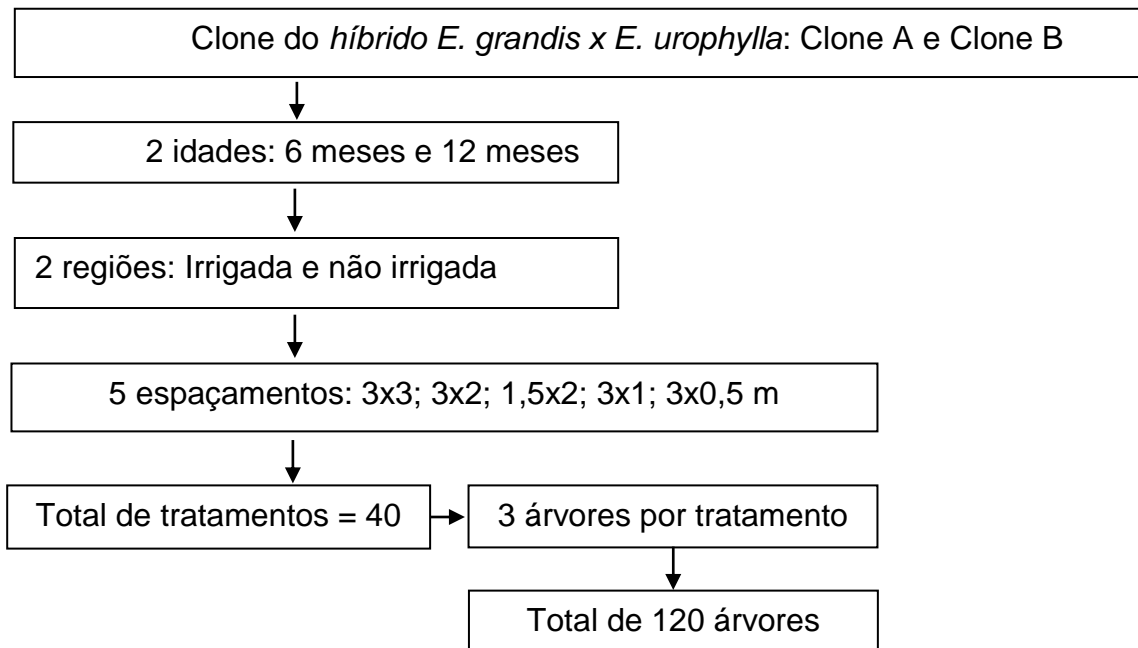 Clone do híbrido E. grandis x E. urophylla: Clone A e Clone B
2 idades: 6 meses e 12 meses
2 regiões: Irrigada e não irrigada
5 espaçamentos: 3x3; 3x2; 1,5x2; 3x1; 3x0,5 m
Total de tratamentos = 40
3 árvores por tratamento
Total de 120 árvores